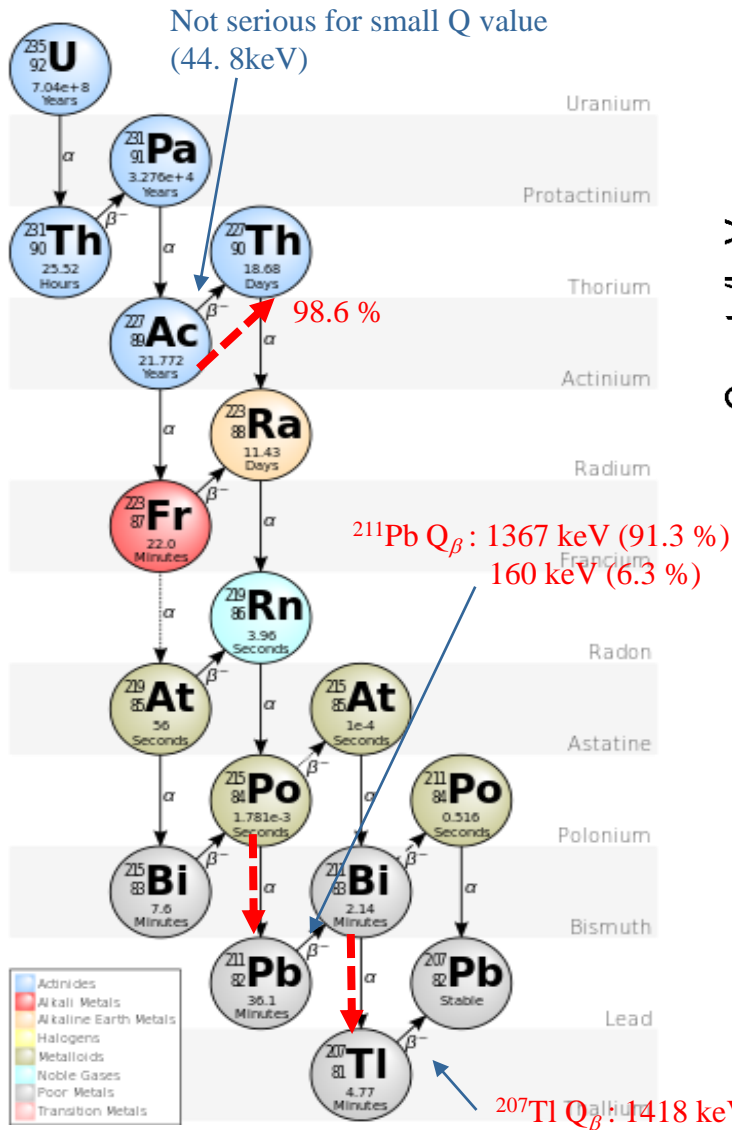 Not serious for small Q value
(44. 8keV)
235
92 U
7.04e+8
Years
Uranium
α
231
91 Pa
3.276e+4
Years
Protactinium
β⁻
231
90 Th
25.52
Hours
α
227
90 Th
18.68
Days
Thorium
β⁻
98.6 %
227
89 Ac
21.772
Years
Actinium
α
α
223
88 Ra
11.43
Days
Radium
β⁻
223
87 Fr
22.0
Minutes
α
²¹¹Pb Qβ : 1367 keV (91.3 %)
Francium
160 keV (6.3 %)
α
219
86 Rn
3.96
Seconds
Radon
β⁻
219
85 At
56
Seconds
α
215
85 At
1e-4
Seconds
Astatine
β⁻
α
215
84 Po
1.781e-3
Seconds
α
211
84 Po
0.516
Seconds
Polonium
β⁻
β⁻
215
83 Bi
7.6
Minutes
α
211
83 Bi
2.14
Minutes
α
Bismuth
β⁻
211
82 Pb
36.1
Minutes
α
207
82 Pb
Stable
Lead
β⁻
207
81 Tl
4.77
Minutes
Thallium
²⁰⁷Tl Qβ : 1418 keV
Actinides
Alkali Metals
Alkaline Earth Metals
Halogens
Metalloids
Noble Gases
Poor Metals
Transition Metals